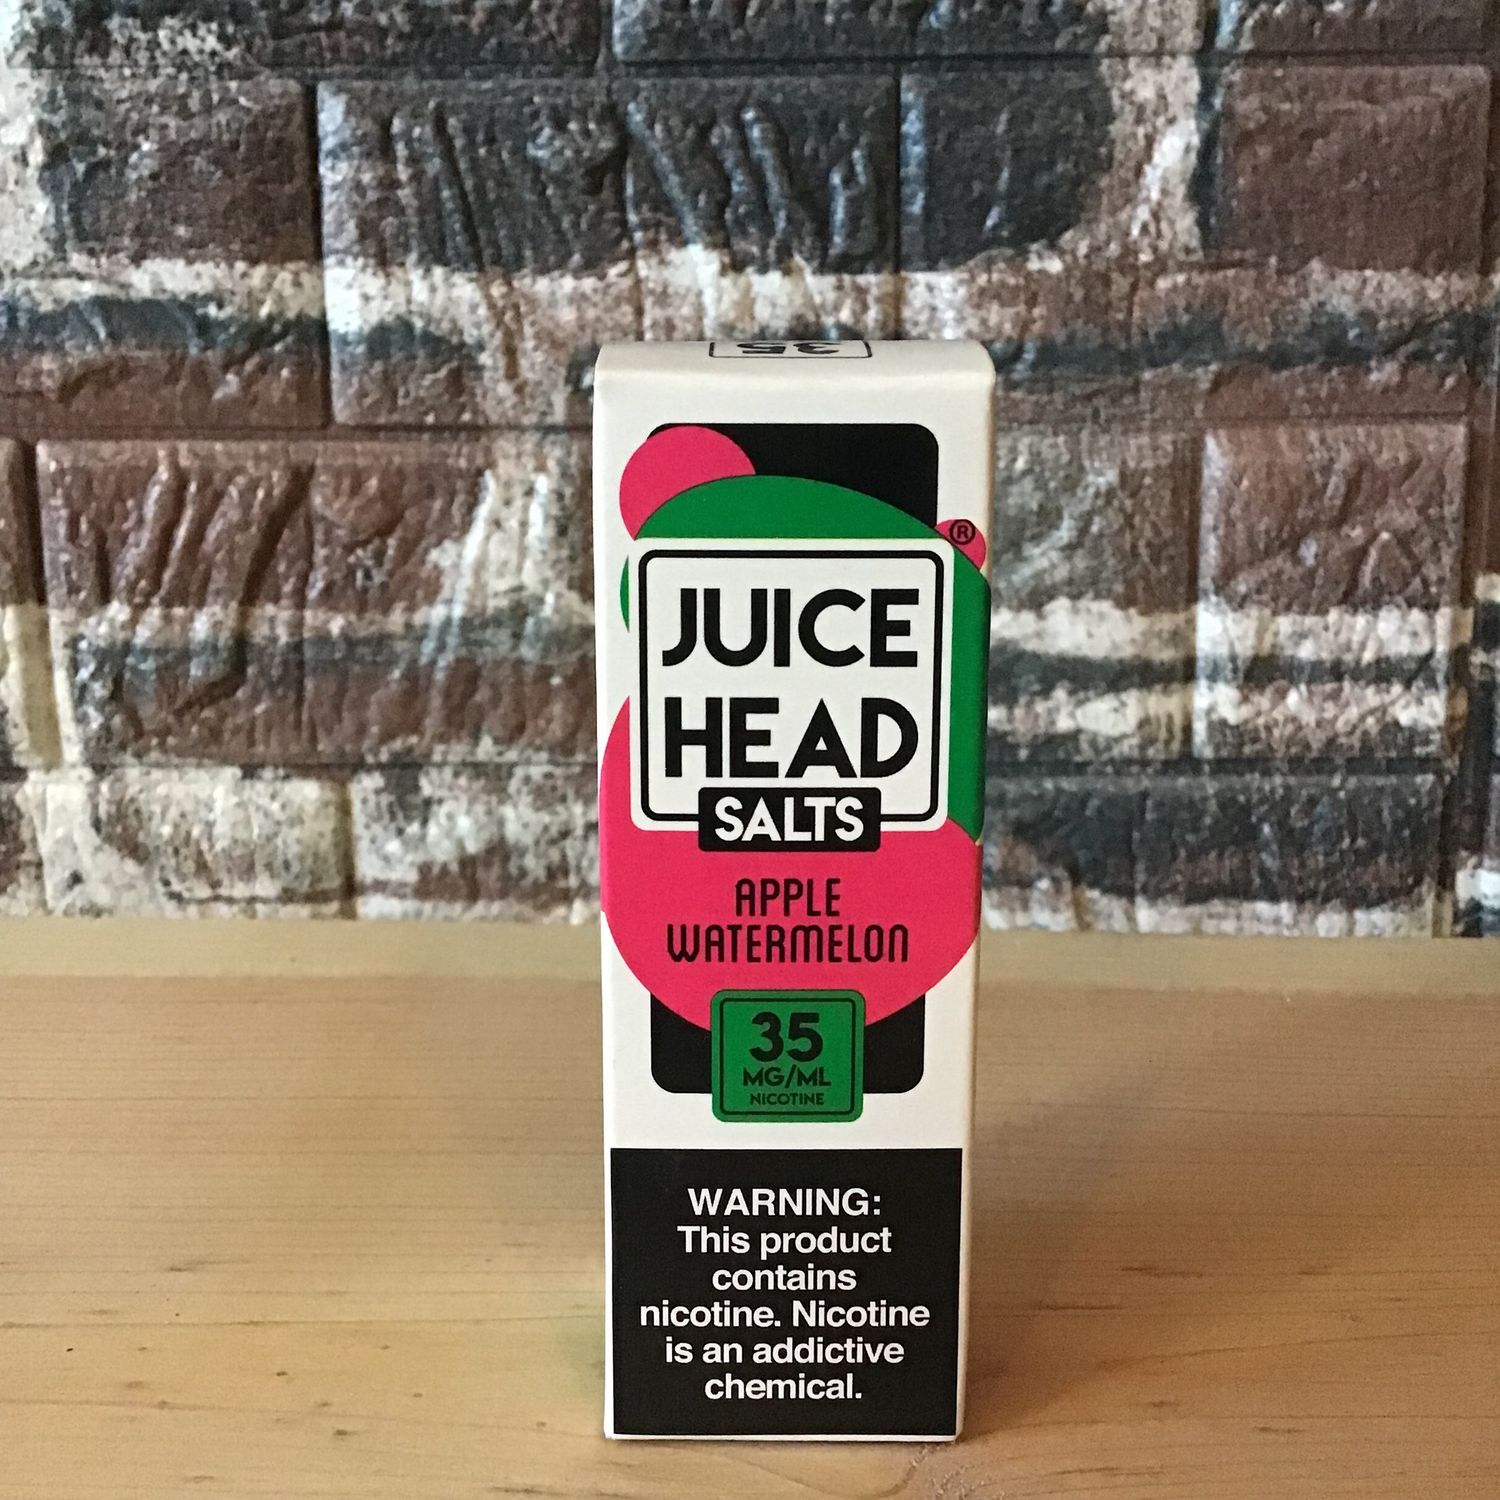 35
®
JUICE
HEAD
SALTS
APPLE
WATERMELON
35
MG/ML
NICOTINE
WARNING:
This product
contains
nicotine. Nicotine
is an addictive
chemical.